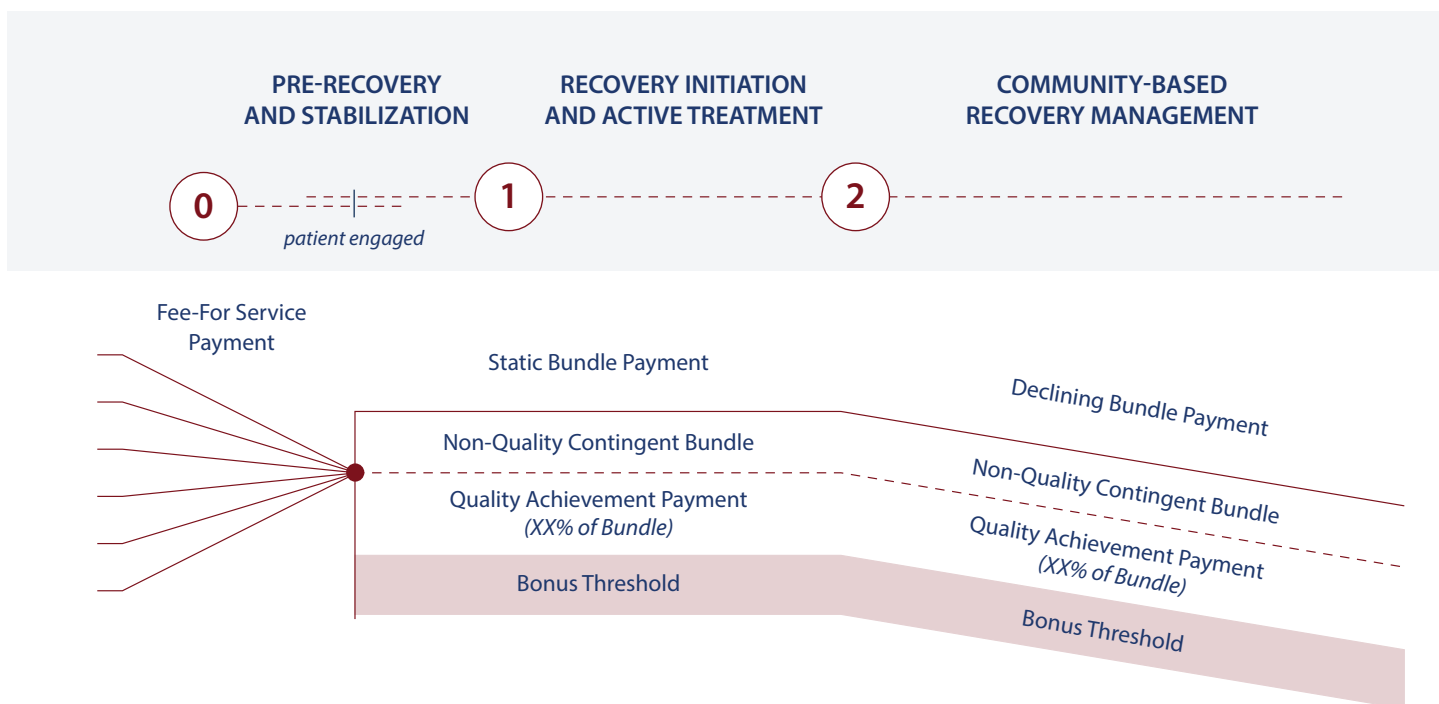 PRE-RECOVERY
AND STABILIZATION
RECOVERY INITIATION
AND ACTIVE TREATMENT
COMMUNITY-BASED
RECOVERY MANAGEMENT
0
1
2
patient engaged
Fee-For Service
Payment
Static Bundle Payment
Non-Quality Contingent Bundle
Quality Achievement Payment
(XX% of Bundle)
Bonus Threshold
Declining Bundle Payment
Non-Quality Contingent Bundle
Quality Achievement Payment
(XX% of Bundle)
Bonus Threshold